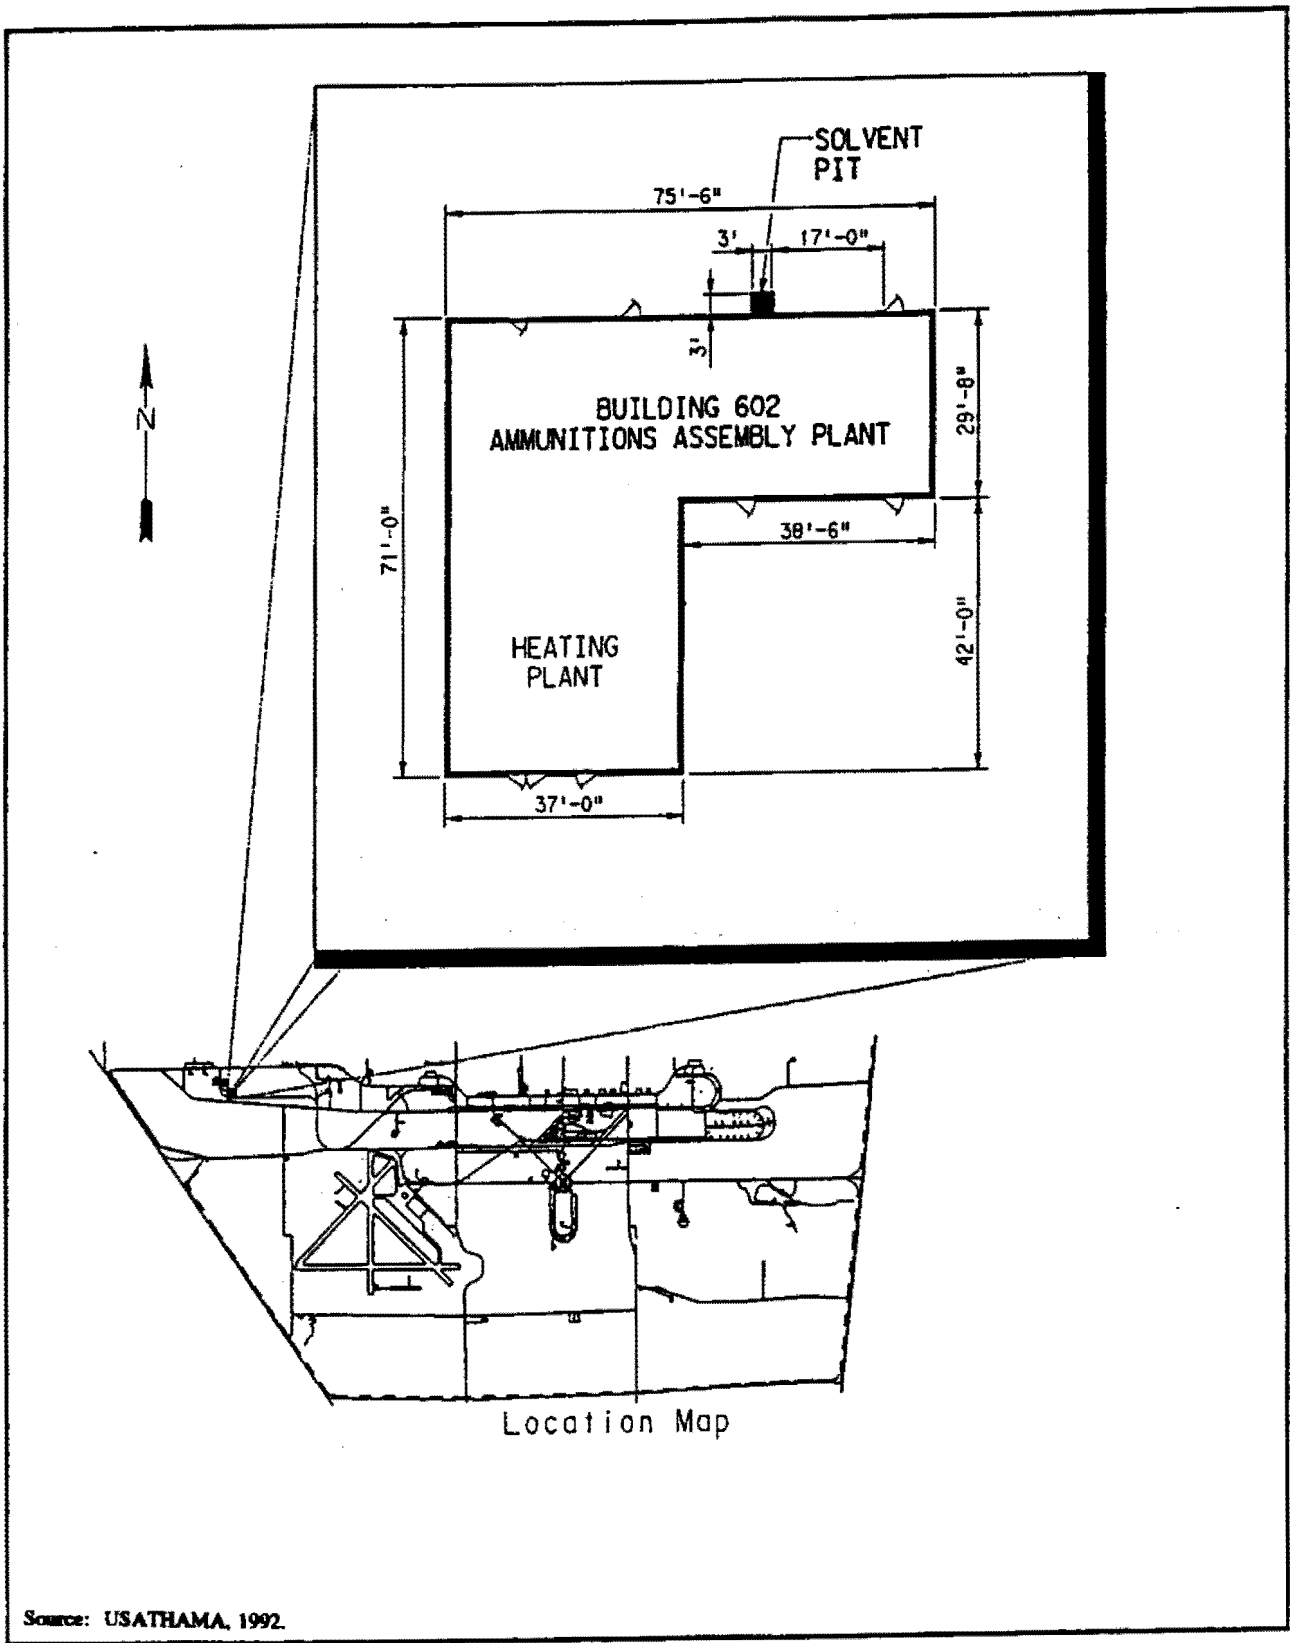 SOLVENT
PIT
75'-6"
3'
17'-0"
3'
N
BUILDING 602
AMMUNITIONS ASSEMBLY PLANT
29'-8"
71'-0"
38'-6"
42'-0"
HEATING
PLANT
37'-0"
Location Map
Source: USATHAMA, 1992.